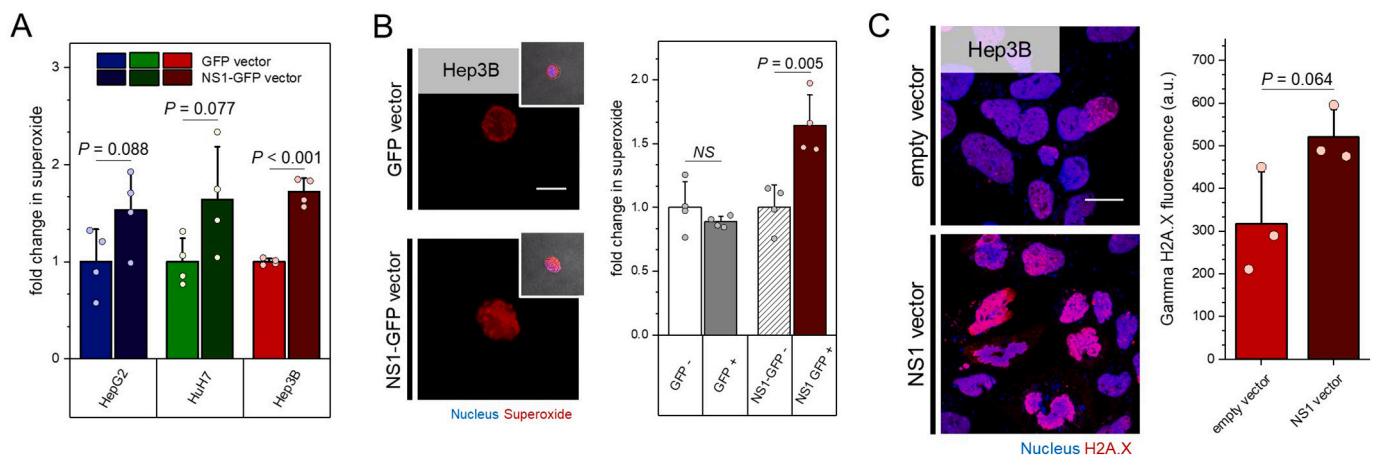 A
fold change in superoxide
3
2
1
0
GFP vector
NS1-GFP vector
P = 0.088
P = 0.077
P < 0.001
HepG2
HuH7
Hep3B
B
GFP vector
Hep3B
NS1-GFP vector
Nucleus Superoxide
fold change in superoxide
2.0
1.5
1.0
0.5
0.0
NS
P = 0.005
GFP -
GFP +
NS1-GFP -
NS1 GFP +
C
empty vector
Hep3B
NS1 vector
Nucleus H2A.X
Gamma H2A.X fluorescence (a.u.)
700
600
500
400
300
200
100
0
P = 0.064
empty vector
NS1 vector